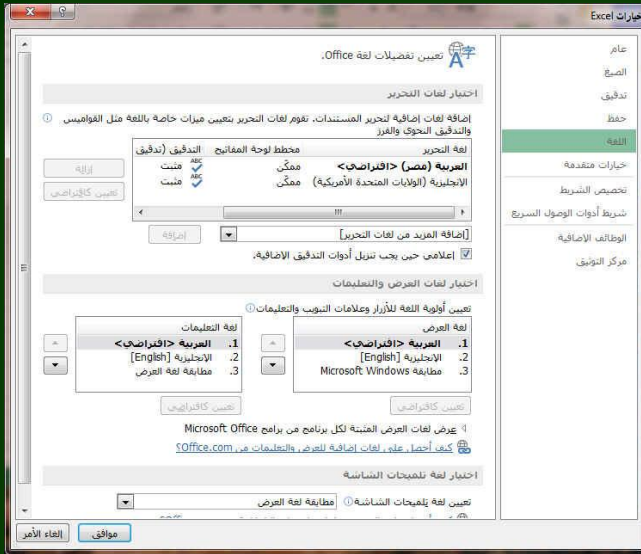 خيارات Excel
عام
الصيغ
تدقيق
حفظ
اللغة
خيارات متقدمة
تخصيص الشريط
شريط أدوات الوصول السريع
الوظائف الإضافية
مركز التوثيق
تعيين تفضيلات لغة Office.
اختيار لغات التحرير
إضافة لغات إضافية لتحرير المستندات. تقوم لغات التحرير بتعيين ميزات خاصة باللغة مثل القواميس
والتدقيق النحوي والفرز
لغة التحرير مخطط لوحة المفاتيح التدقيق (تدقيق
العربية (مصر) <افتراضي> ممكّن مثبت
الإنجليزية (الولايات المتحدة الأمريكية) ممكّن مثبت
إزالة
تعيين كافتراضي
[إضافة المزيد من لغات التحرير] إضافة
إعلامي حين يجب تنزيل أدوات التدقيق الإضافية.
اختيار لغات العرض والتعليمات
تعيين أولوية اللغة للأزرار وعلامات التبويب والتعليمات
لغة العرض
1. العربية <افتراضي>
2. الإنجليزية [English]
3. مطابقة Microsoft Windows
تعيين كافتراضي
لغة التعليمات
1. العربية <افتراضي>
2. الإنجليزية [English]
3. مطابقة لغة العرض
تعيين كافتراضي
عرض لغات العرض المثبتة لكل برنامج من برامج Microsoft Office
كيف أحصل على لغات إضافية للعرض والتعليمات من Office.com؟
اختيار لغة تلميحات الشاشة
تعيين لغة تلميحات الشاشة مطابقة لغة العرض
موافق إلغاء الأمر